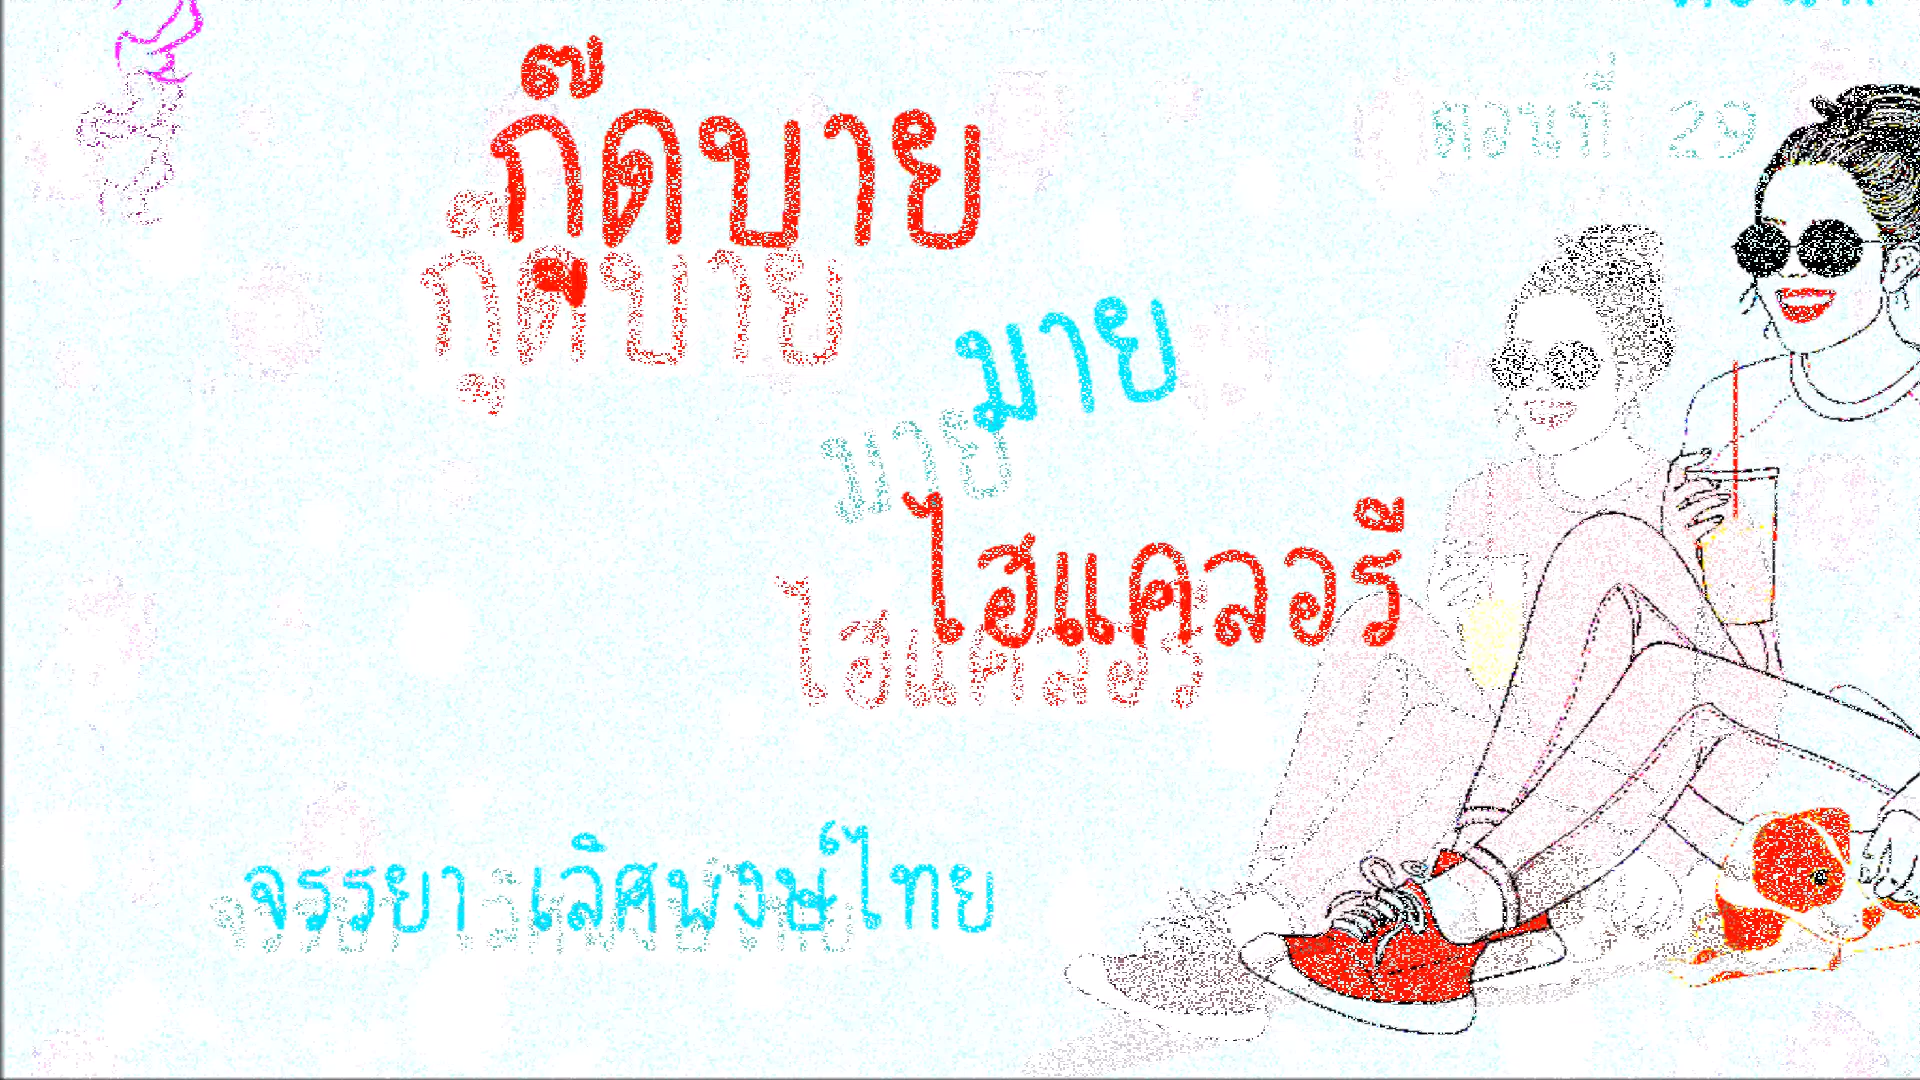 ตอนที่ 29
กู๊ดบาย
มาย
ไฮแคลอรี
จรรยา เลิศพงษ์ไทย